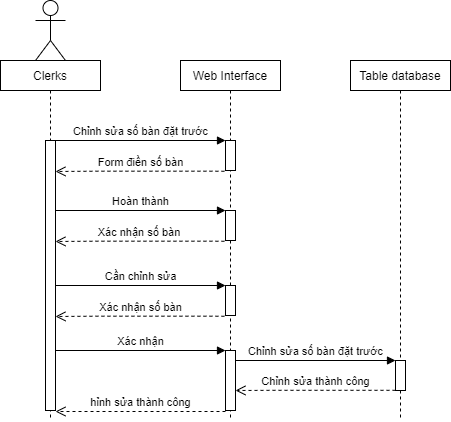 Clerks
Web Interface
Table database
Chỉnh sửa số bàn đặt trước
Form điền số bàn
Hoàn thành
Xác nhận số bàn
Cần chỉnh sửa
Xác nhận số bàn
Xác nhận
Chỉnh sửa số bàn đặt trước
Chỉnh sửa thành công
hỉnh sửa thành công